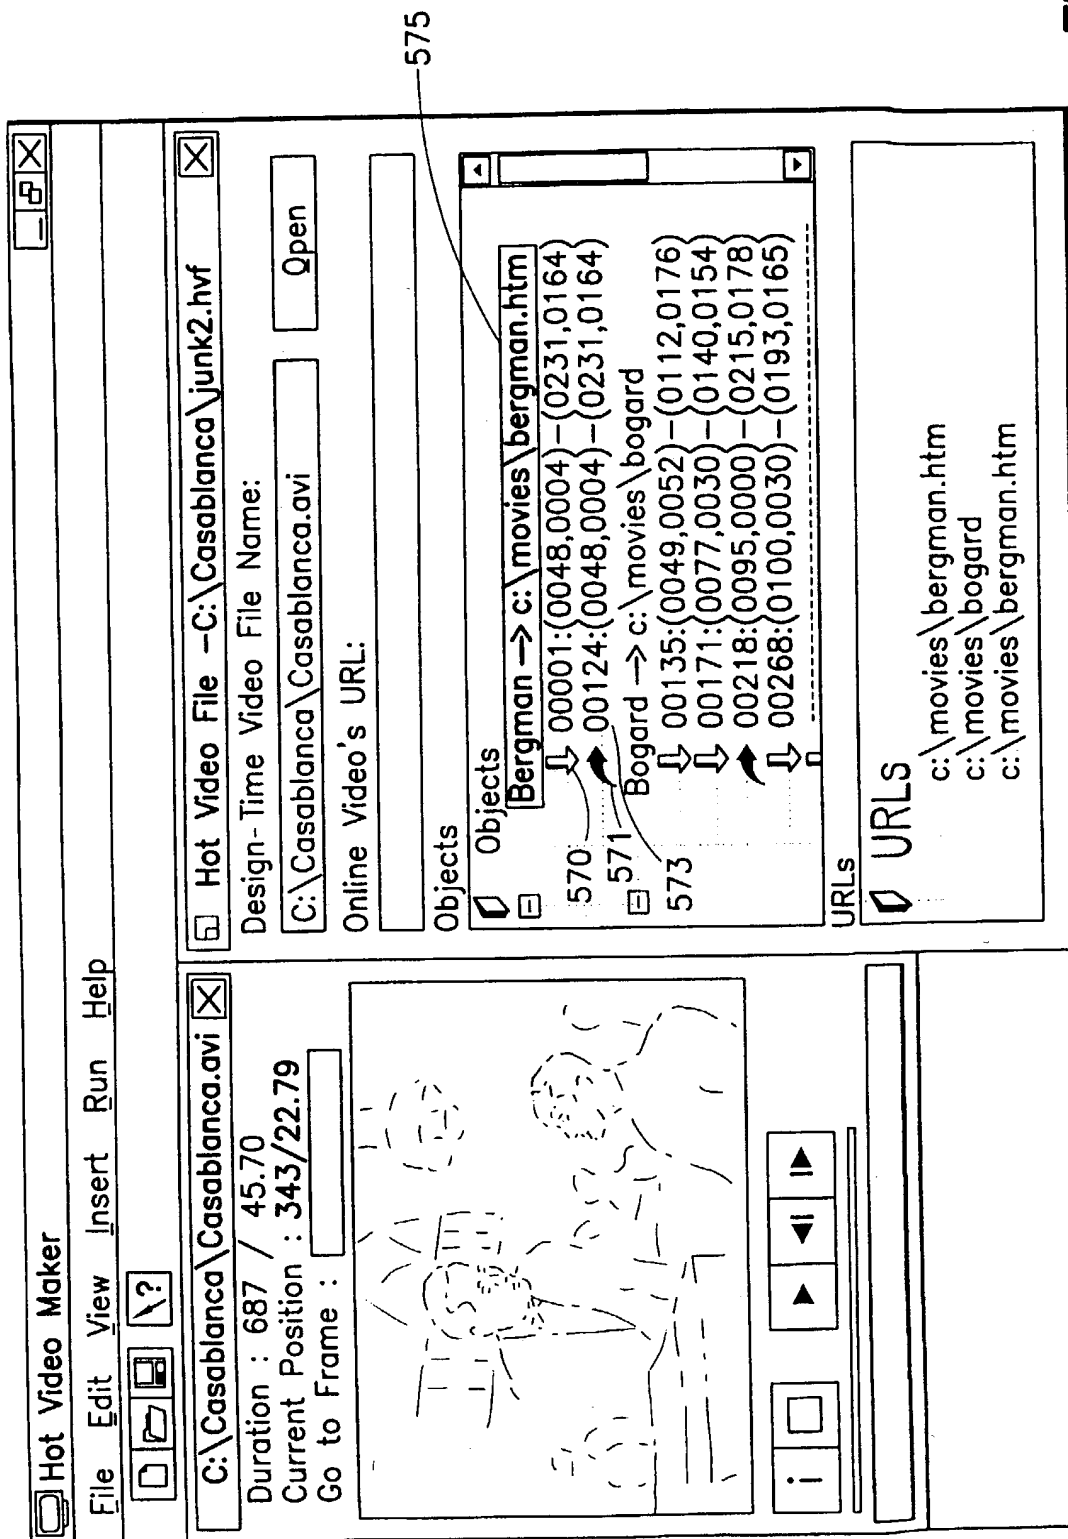 Hot Video Maker
File Edit View Insert Run Help
?
C:\Casablanca\Casablanca.avi
Duration : 687 / 45.70
Current Position : 343/22.79
Go to Frame :
i
Hot Video File -C:\Casablanca\junk2.hvf
Design-Time Video File Name:
C:\Casablanca\Casablanca.avi
Open
Online Video's URL:
Objects
Objects
Bergman --> c:\movies\bergman.htm
00001:(0048,0004)-(0231,0164)
00124:(0048,0004)-(0231,0164)
Bogard --> c:\movies\bogard
00135:(0049,0052)-(0112,0176)
00171:(0077,0030)-(0140,0154)
00218:(0095,0000)-(0215,0178)
00268:(0100,0030)-(0193,0165)
570
571
573
575
URLs
URLS
c:\movies\bergman.htm
c:\movies\bogard
c:\movies\bergman.htm